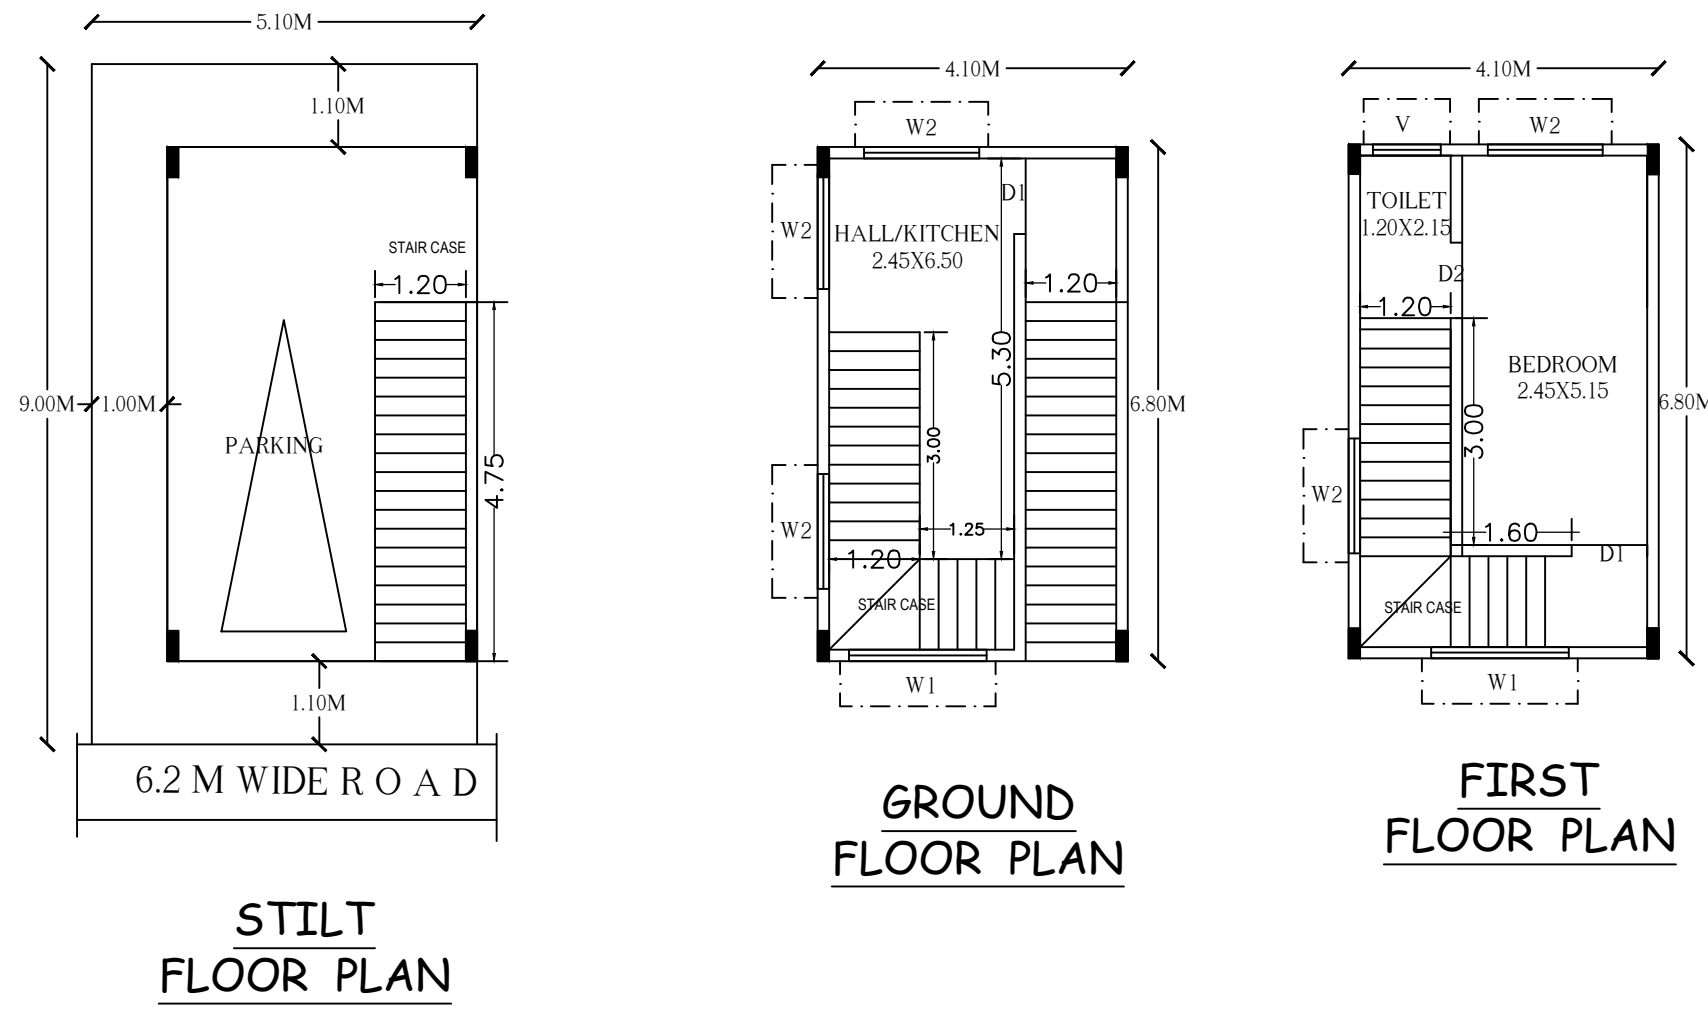 5.10M
1.10M
STAIR CASE
1.20
9.00M
1.00M
PARKING
4.75
1.10M
6.2 M WIDE R O A D
STILT
FLOOR PLAN
4.10M
W2
D1
W2
HALL/KITCHEN
2.45X6.50
1.20
5.30
6.80M
3.00
W2
1.25
1.20
STAIR CASE
W1
GROUND
FLOOR PLAN
4.10M
V
W2
TOILET
1.20X2.15
D2
1.20
BEDROOM
2.45X5.15
6.80M
3.00
W2
1.60
D1
STAIR CASE
W1
FIRST
FLOOR PLAN